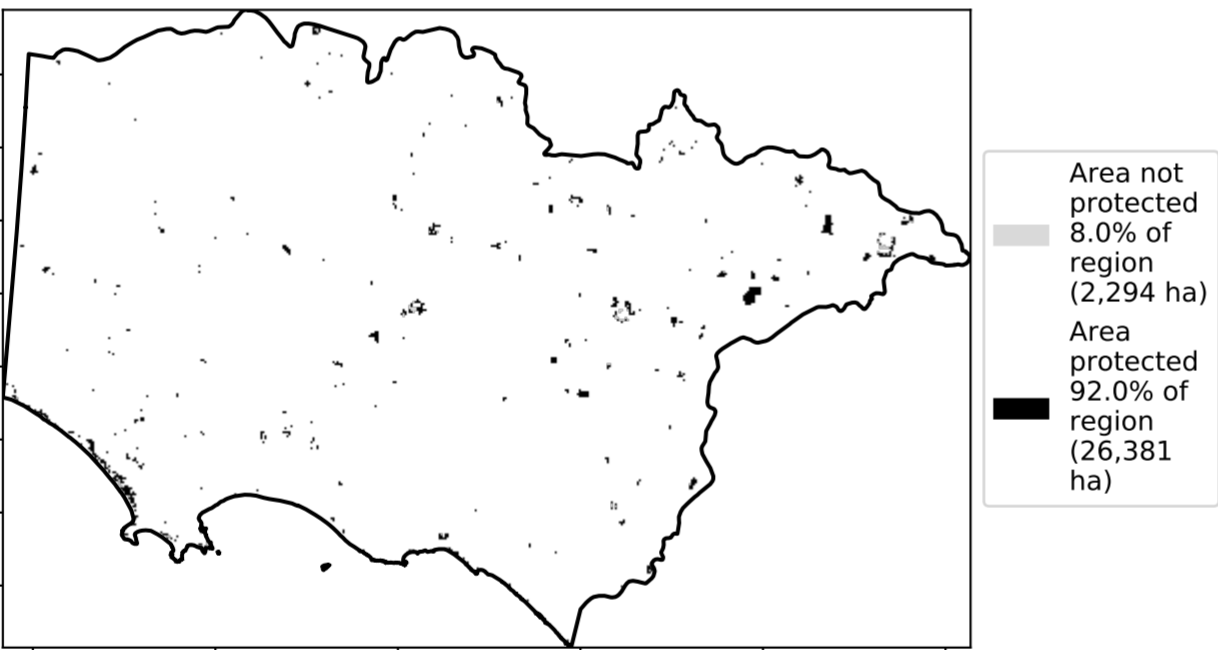 Area not
protected
8.0% of
region
(2,294 ha)
Area
protected
92.0% of
region
(26,381
ha)